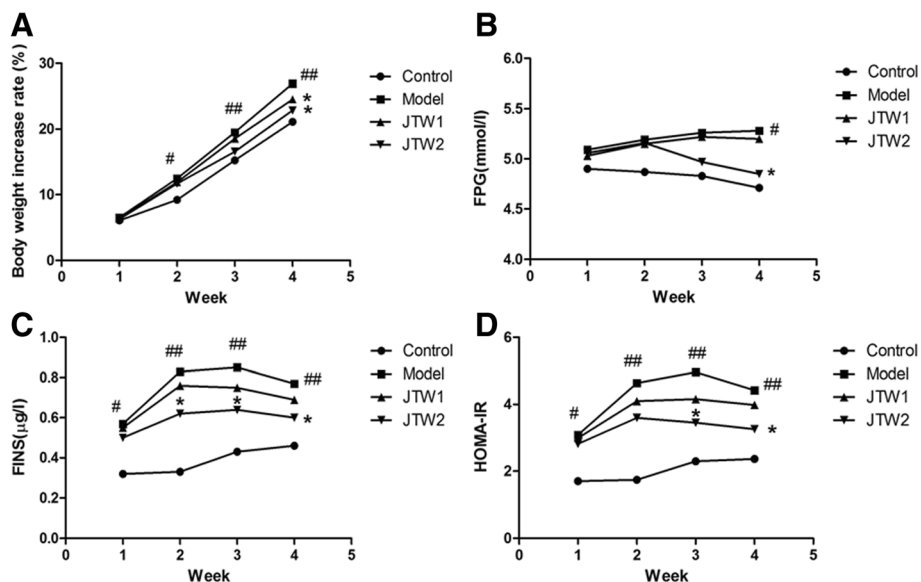 A
Body weight increase rate (%)
30
20
10
0
0 1 2 3 4 5
Week
#
##
##
*
*
Control
Model
JTW1
JTW2
B
FPG(mmol/l)
6.0
5.5
5.0
4.5
4.0
0 1 2 3 4 5
Week
#
*
Control
Model
JTW1
JTW2
C
FINS(μg/l)
1.0
0.8
0.6
0.4
0.2
0.0
0 1 2 3 4 5
Week
#
##
##
##
*
*
*
Control
Model
JTW1
JTW2
D
HOMA-IR
6
4
2
0
0 1 2 3 4 5
Week
#
##
##
##
*
*
Control
Model
JTW1
JTW2